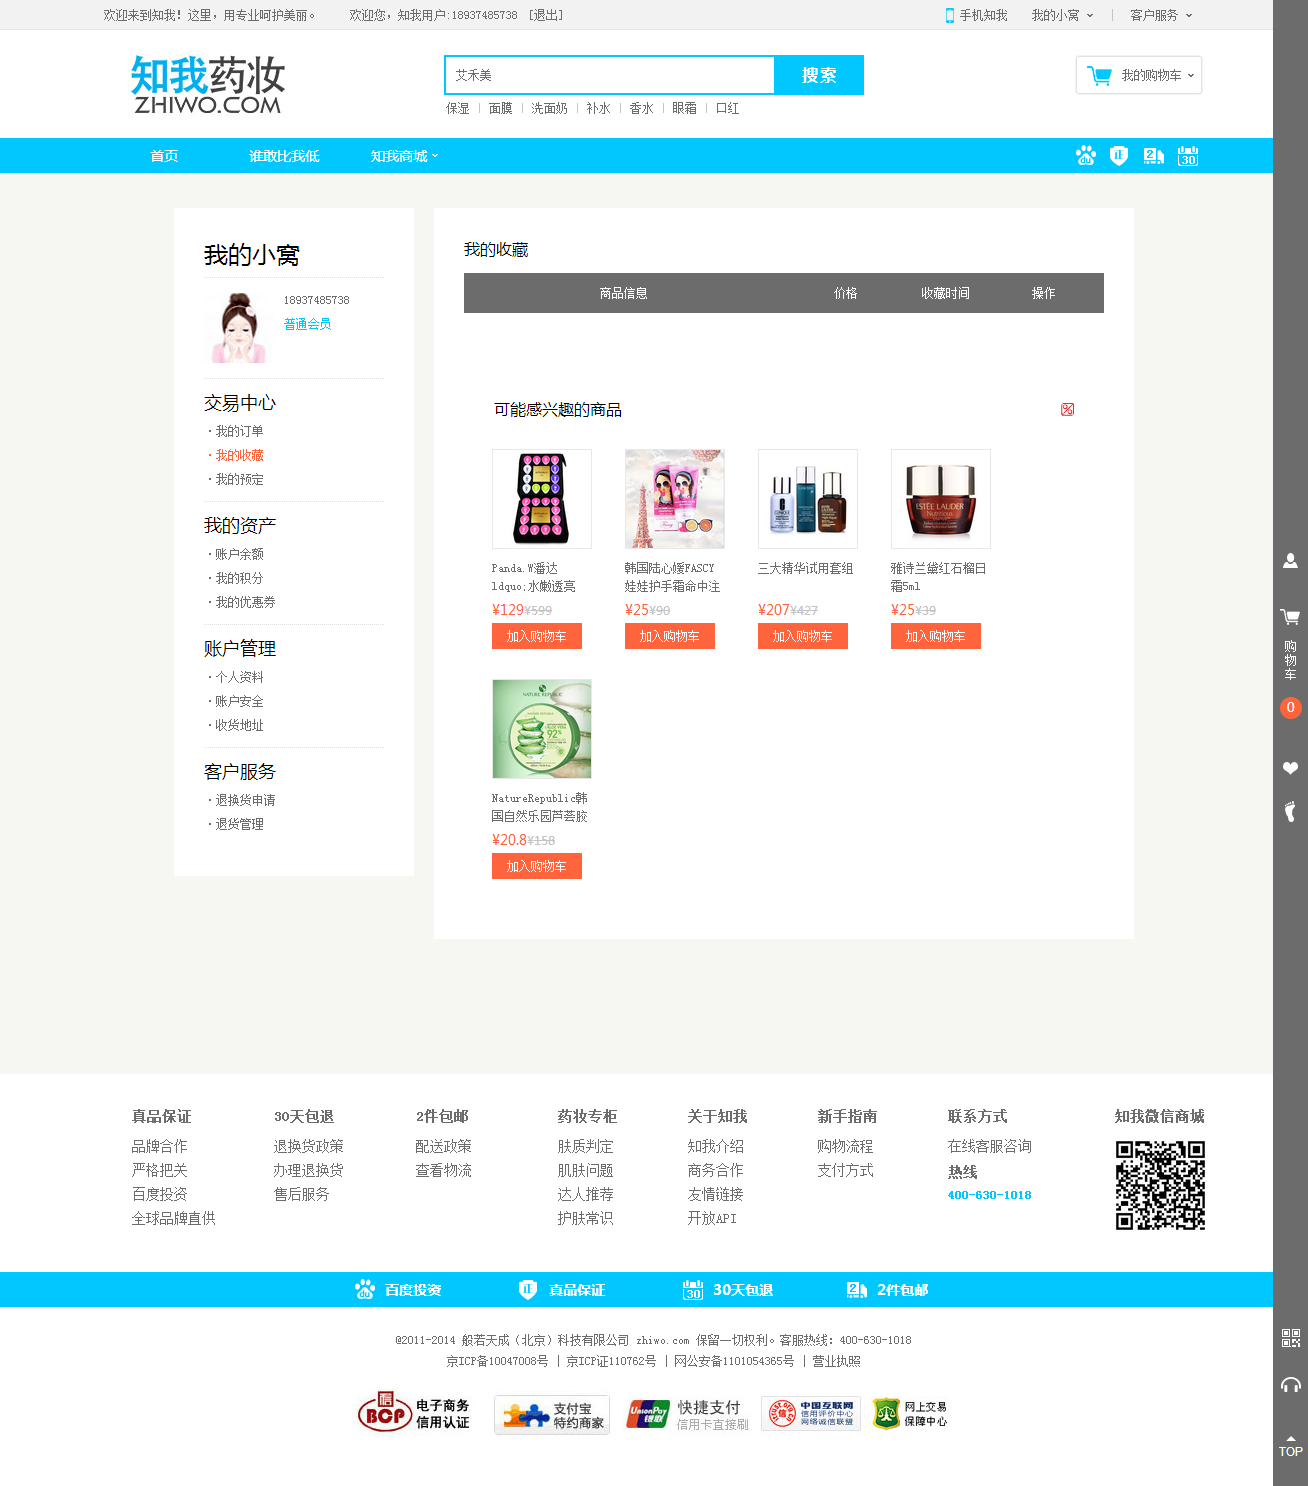 欢迎来到知我！这里，用专业呵护美丽。 欢迎您，知我用户:18937485738 [退出] 手机知我 我的小窝 客户服务
知我药妆
ZHIWO.COM
艾禾美 搜索
我的购物车
保湿 面膜 洗面奶 补水 香水 眼霜 口红
首页 谁敢比我低 知我商城
du 正 2 30
我的小窝
18937485738
普通会员
交易中心
·我的订单
·我的收藏
·我的预定
我的资产
·账户余额
·我的积分
·我的优惠券
账户管理
·个人资料
·账户安全
·收货地址
客户服务
·退换货申请
·退货管理
我的收藏
商品信息 价格 收藏时间 操作
可能感兴趣的商品
Panda.W潘达
ldquo;水嫩透亮
¥129¥599
加入购物车
韩国陆心媛FASCY
娃娃护手霜命中注
¥25¥90
加入购物车
CLINIQUE
三大精华试用套组
¥207¥427
加入购物车
ESTĒE LAUDER
Nutritious
雅诗兰黛红石榴日
霜5ml
¥25¥39
加入购物车
NATURE REPUBLIC
ALOE VERA
92%
NatureRepublic韩
国自然乐园芦荟胶
¥20.8¥158
加入购物车
购物车
0
TOP
真品保证
品牌合作
严格把关
百度投资
全球品牌直供
30天包退
退换货政策
办理退换货
售后服务
2件包邮
配送政策
查看物流
药妆专柜
肤质判定
肌肤问题
达人推荐
护肤常识
关于知我
知我介绍
商务合作
友情链接
开放API
新手指南
购物流程
支付方式
联系方式
在线客服咨询
热线
400-630-1018
知我微信商城
du 百度投资 正 真品保证 30 30天包退 2 2件包邮
@2011-2014 般若天成（北京）科技有限公司 zhiwo.com 保留一切权利。客服热线：400-630-1018
京ICP备10047008号 | 京ICP证110762号 | 网公安备1101054365号 | 营业执照
BCP 电子商务
信用认证
支付宝
特约商家
UnionPay
银联
快捷支付
信用卡直接刷
中国互联网
信用评价中心
网络诚信联盟
网上交易
保障中心